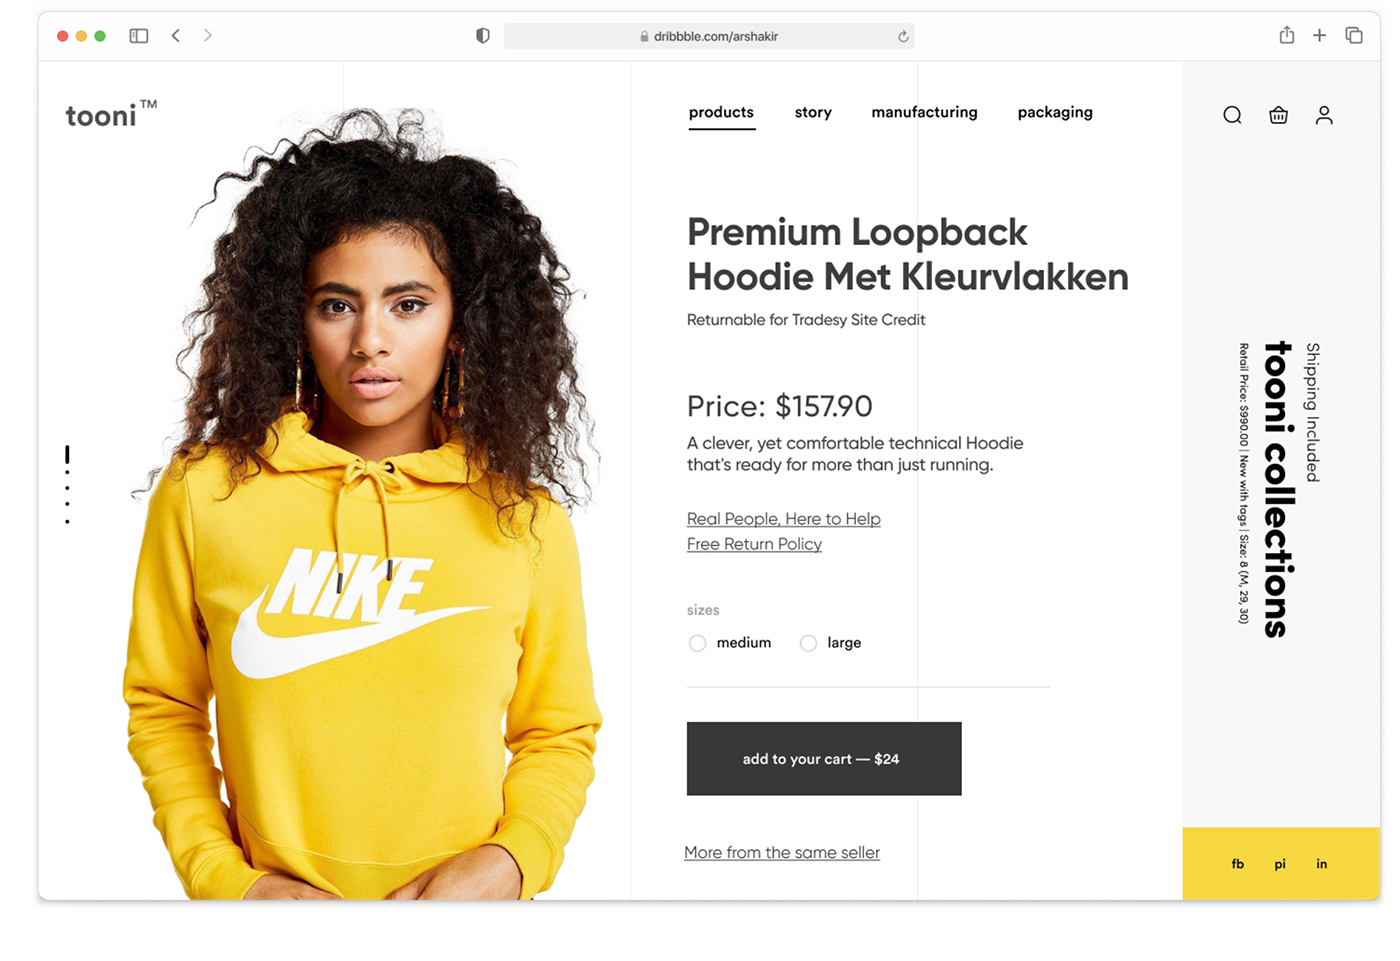 dribbble.com/arshakir
tooni™
products story manufacturing packaging
Premium Loopback
Hoodie Met Kleurvlakken
Returnable for Tradesy Site Credit
Price: $157.90
A clever, yet comfortable technical Hoodie
that's ready for more than just running.
Real People, Here to Help
Free Return Policy
sizes
medium large
add to your cart — $24
More from the same seller
NIKE
Shipping Included
tooni collections
Retail Price: $990.00 | New with tags | Size: 8 (M, 29, 30)
fb pi in